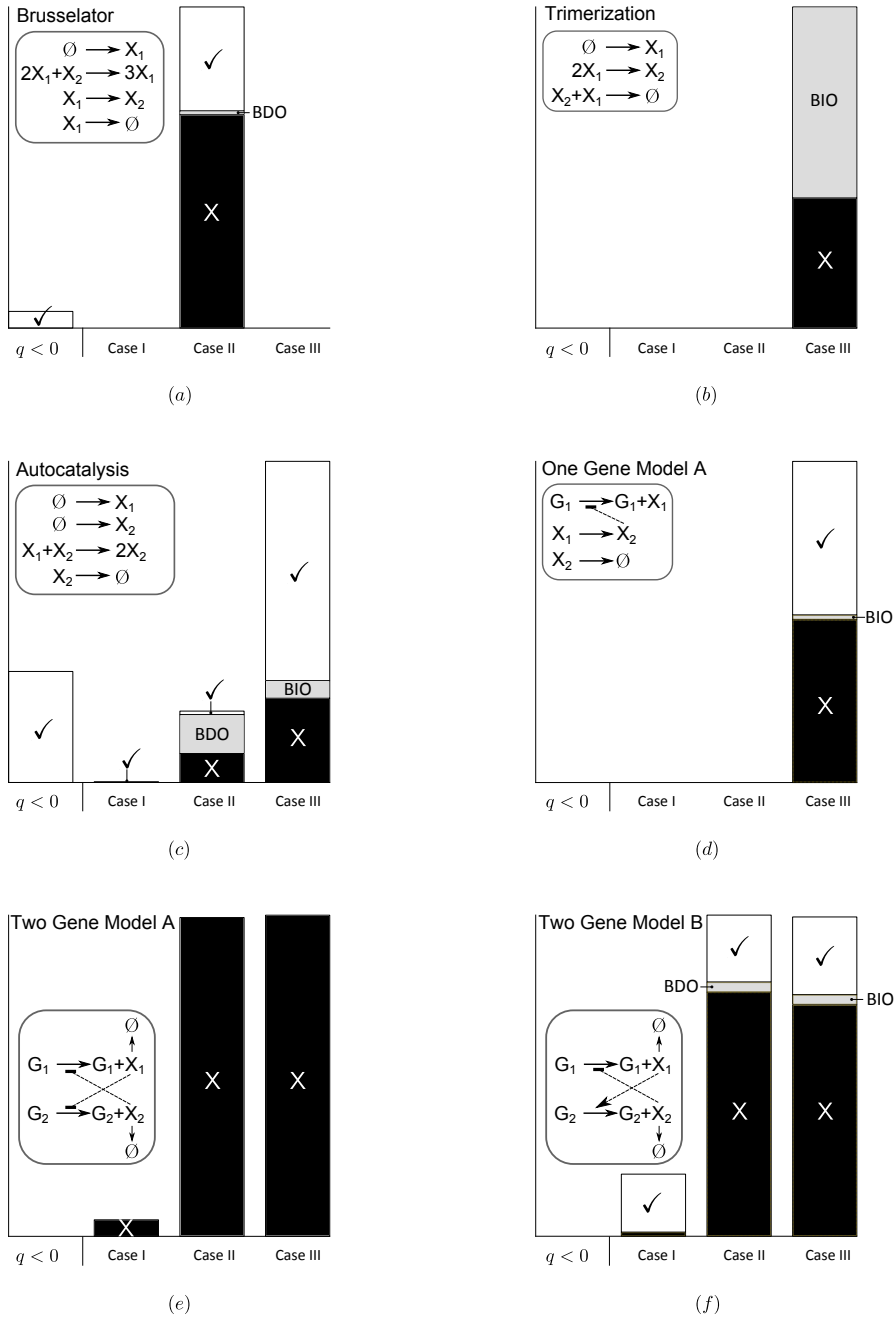 Brusselator
∅ → X₁
2X₁+X₂ → 3X₁
X₁ → X₂
X₁ → ∅
✓
BDO
X
✓
q < 0 Case I Case II Case III
(a)
Trimerization
∅ → X₁
2X₁ → X₂
X₂+X₁ → ∅
BIO
X
q < 0 Case I Case II Case III
(b)
Autocatalysis
∅ → X₁
∅ → X₂
X₁+X₂ → 2X₂
X₂ → ∅
✓
✓
BIO
✓
BDO
✓
X
X
q < 0 Case I Case II Case III
(c)
One Gene Model A
G₁ → G₁+X₁
X₁ → X₂
X₂ → ∅
✓
BIO
X
q < 0 Case I Case II Case III
(d)
Two Gene Model A
∅
G₁ → G₁+X₁
G₂ → G₂+X₂
∅
X
X
X
q < 0 Case I Case II Case III
(e)
Two Gene Model B
✓
✓
BDO
BIO
∅
G₁ → G₁+X₁
G₂ → G₂+X₂
∅
X
X
✓
q < 0 Case I Case II Case III
(f)